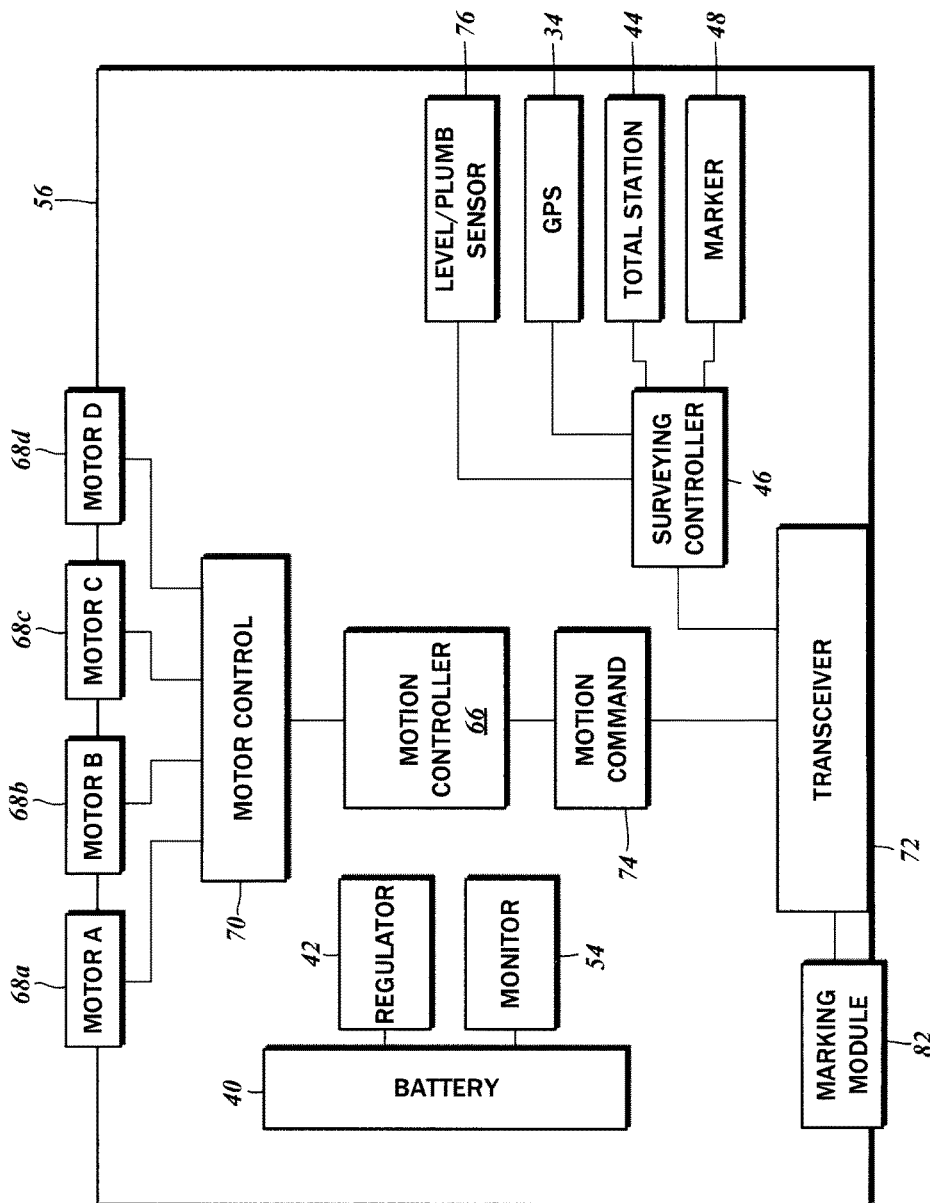 56
68a
MOTOR A
68b
MOTOR B
68c
MOTOR C
68d
MOTOR D
70
MOTOR CONTROL
40
BATTERY
42
REGULATOR
54
MONITOR
MOTION
CONTROLLER
66
MOTION
COMMAND
74
LEVEL/PLUMB
SENSOR
76
GPS
34
TOTAL STATION
44
MARKER
48
SURVEYING
CONTROLLER
46
TRANSCEIVER
72
MARKING
MODULE
82